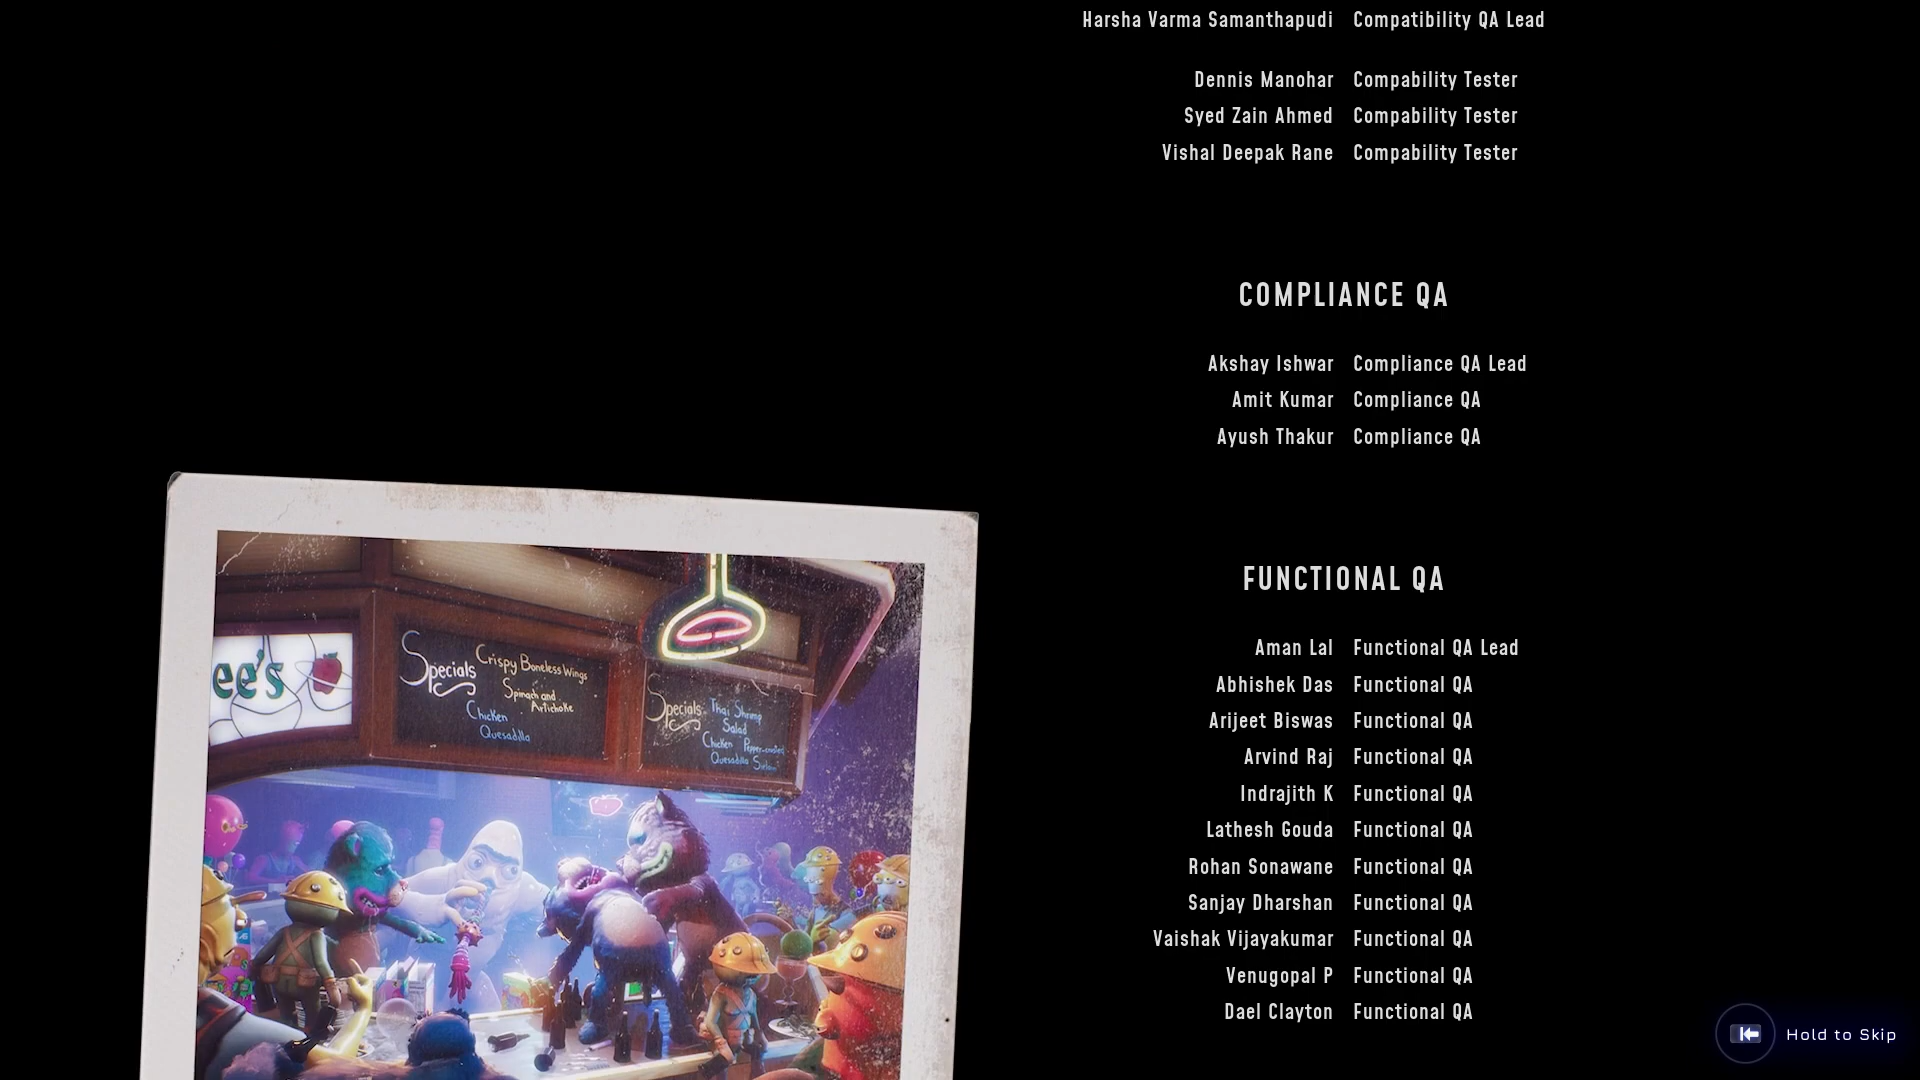 Harsha Varma Samanthapudi Compatibility QA Lead
Dennis Manohar Compability Tester
Syed Zain Ahmed Compability Tester
Vishal Deepak Rane Compability Tester
COMPLIANCE QA
Akshay Ishwar Compliance QA Lead
Amit Kumar Compliance QA
Ayush Thakur Compliance QA
FUNCTIONAL QA
Aman Lal Functional QA Lead
Abhishek Das Functional QA
Arijeet Biswas Functional QA
Arvind Raj Functional QA
Indrajith K Functional QA
Lathesh Gouda Functional QA
Rohan Sonawane Functional QA
Sanjay Dharshan Functional QA
Vaishak Vijayakumar Functional QA
Venugopal P Functional QA
Dael Clayton Functional QA
ee's
Specials
Crispy Boneless Wings
Spinach and
Artichoke
Chicken
Quesadilla
Specials
Thai Shrimp
Salad
Chicken Pepper-crusted
Quesadilla Sirloin
Hold to Skip